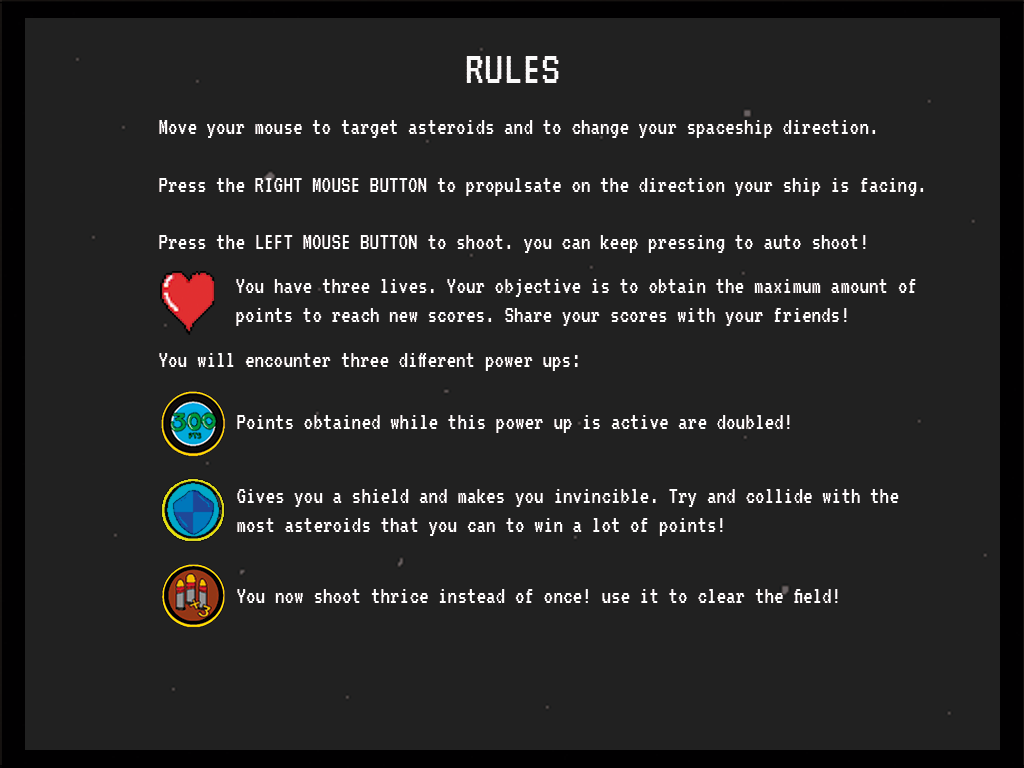 RULES
Move your mouse to target asteroids and to change your spaceship direction.
Press the RIGHT MOUSE BUTTON to propulsate on the direction your ship is facing.
Press the LEFT MOUSE BUTTON to shoot. you can keep pressing to auto shoot!
You have three lives. Your objective is to obtain the maximum amount of
points to reach new scores. Share your scores with your friends!
You will encounter three different power ups:
300
PTS
Points obtained while this power up is active are doubled!
Gives you a shield and makes you invincible. Try and collide with the
most asteroids that you can to win a lot of points!
x3
You now shoot thrice instead of once! use it to clear the field!